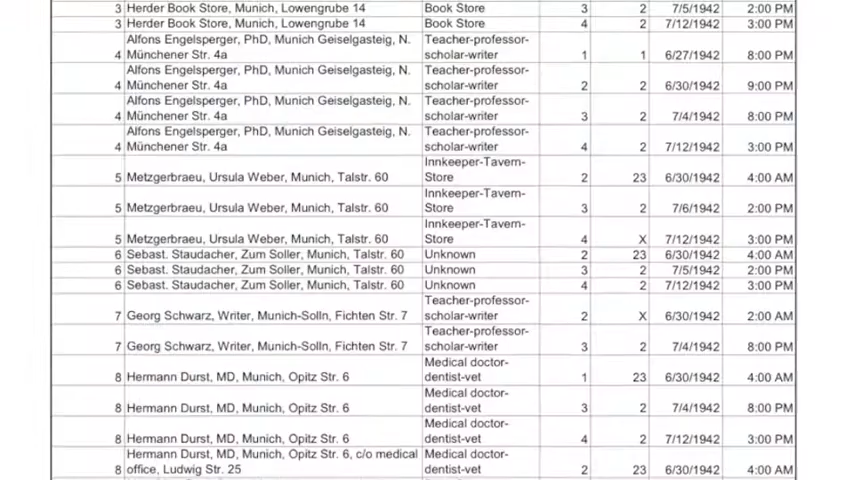 3 Herder Book Store, Munich, Lowengrube 14 Book Store 3 2 7/5/1942 2:00 PM
3 Herder Book Store, Munich, Lowengrube 14 Book Store 4 2 7/12/1942 3:00 PM
Alfons Engelsperger, PhD, Munich Geiselgasteig, N. Teacher-professor-
4 Münchener Str. 4a scholar-writer 1 1 6/27/1942 8:00 PM
Alfons Engelsperger, PhD, Munich Geiselgasteig, N. Teacher-professor-
4 Münchener Str. 4a scholar-writer 2 2 6/30/1942 9:00 PM
Alfons Engelsperger, PhD, Munich Geiselgasteig, N. Teacher-professor-
4 Münchener Str. 4a scholar-writer 3 2 7/4/1942 8:00 PM
Alfons Engelsperger, PhD, Munich Geiselgasteig, N. Teacher-professor-
4 Münchener Str. 4a scholar-writer 4 2 7/12/1942 3:00 PM
Innkeeper-Tavern-
5 Metzgerbraeu, Ursula Weber, Munich, Talstr. 60 Store 2 23 6/30/1942 4:00 AM
Innkeeper-Tavern-
5 Metzgerbraeu, Ursula Weber, Munich, Talstr. 60 Store 3 2 7/6/1942 2:00 PM
Innkeeper-Tavern-
5 Metzgerbraeu, Ursula Weber, Munich, Talstr. 60 Store 4 X 7/12/1942 3:00 PM
6 Sebast. Staudacher, Zum Soller, Munich, Talstr. 60 Unknown 2 23 6/30/1942 4:00 AM
6 Sebast. Staudacher, Zum Soller, Munich, Talstr. 60 Unknown 3 2 7/5/1942 2:00 PM
6 Sebast. Staudacher, Zum Soller, Munich, Talstr. 60 Unknown 4 2 7/12/1942 3:00 PM
Teacher-professor-
7 Georg Schwarz, Writer, Munich-Solln, Fichten Str. 7 scholar-writer 2 X 6/30/1942 2:00 AM
Teacher-professor-
7 Georg Schwarz, Writer, Munich-Solln, Fichten Str. 7 scholar-writer 3 2 7/4/1942 8:00 PM
Medical doctor-
8 Hermann Durst, MD, Munich, Opitz Str. 6 dentist-vet 1 23 6/30/1942 4:00 AM
Medical doctor-
8 Hermann Durst, MD, Munich, Opitz Str. 6 dentist-vet 3 2 7/4/1942 8:00 PM
Medical doctor-
8 Hermann Durst, MD, Munich, Opitz Str. 6 dentist-vet 4 2 7/12/1942 3:00 PM
Hermann Durst, MD, Munich, Opitz Str. 6, c/o medical Medical doctor-
8 office, Ludwig Str. 25 dentist-vet 2 23 6/30/1942 4:00 AM